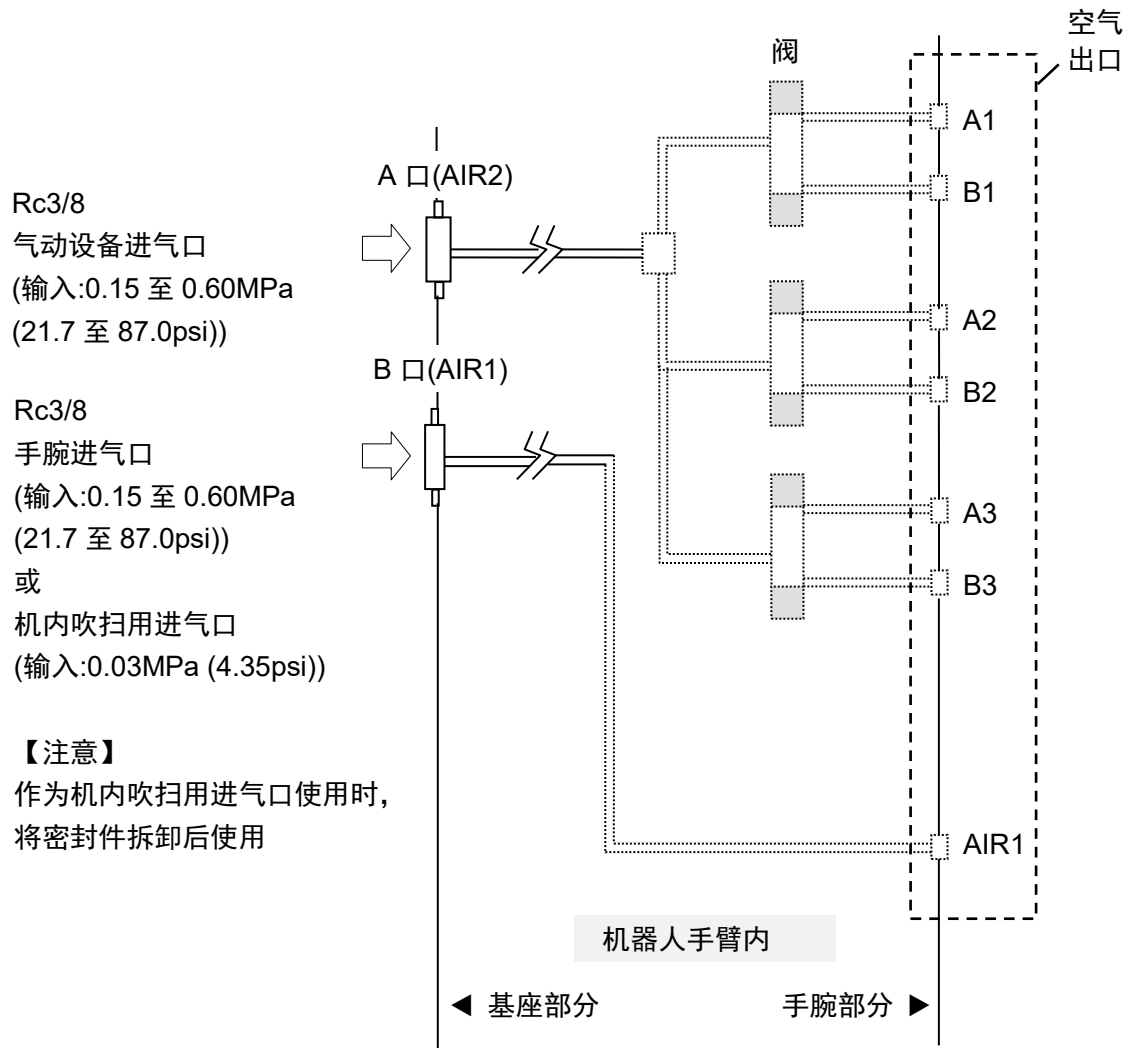 空气
出口
阀
A1
B1
A 口(AIR2)
Rc3/8
气动设备进气口
(输入:0.15 至 0.60MPa
(21.7 至 87.0psi))
A2
B2
B 口(AIR1)
Rc3/8
手腕进气口
(输入:0.15 至 0.60MPa
(21.7 至 87.0psi))
或
机内吹扫用进气口
(输入:0.03MPa (4.35psi))
A3
B3
【注意】
作为机内吹扫用进气口使用时，
将密封件拆卸后使用
AIR1
机器人手臂内
◀ 基座部分
手腕部分 ▶